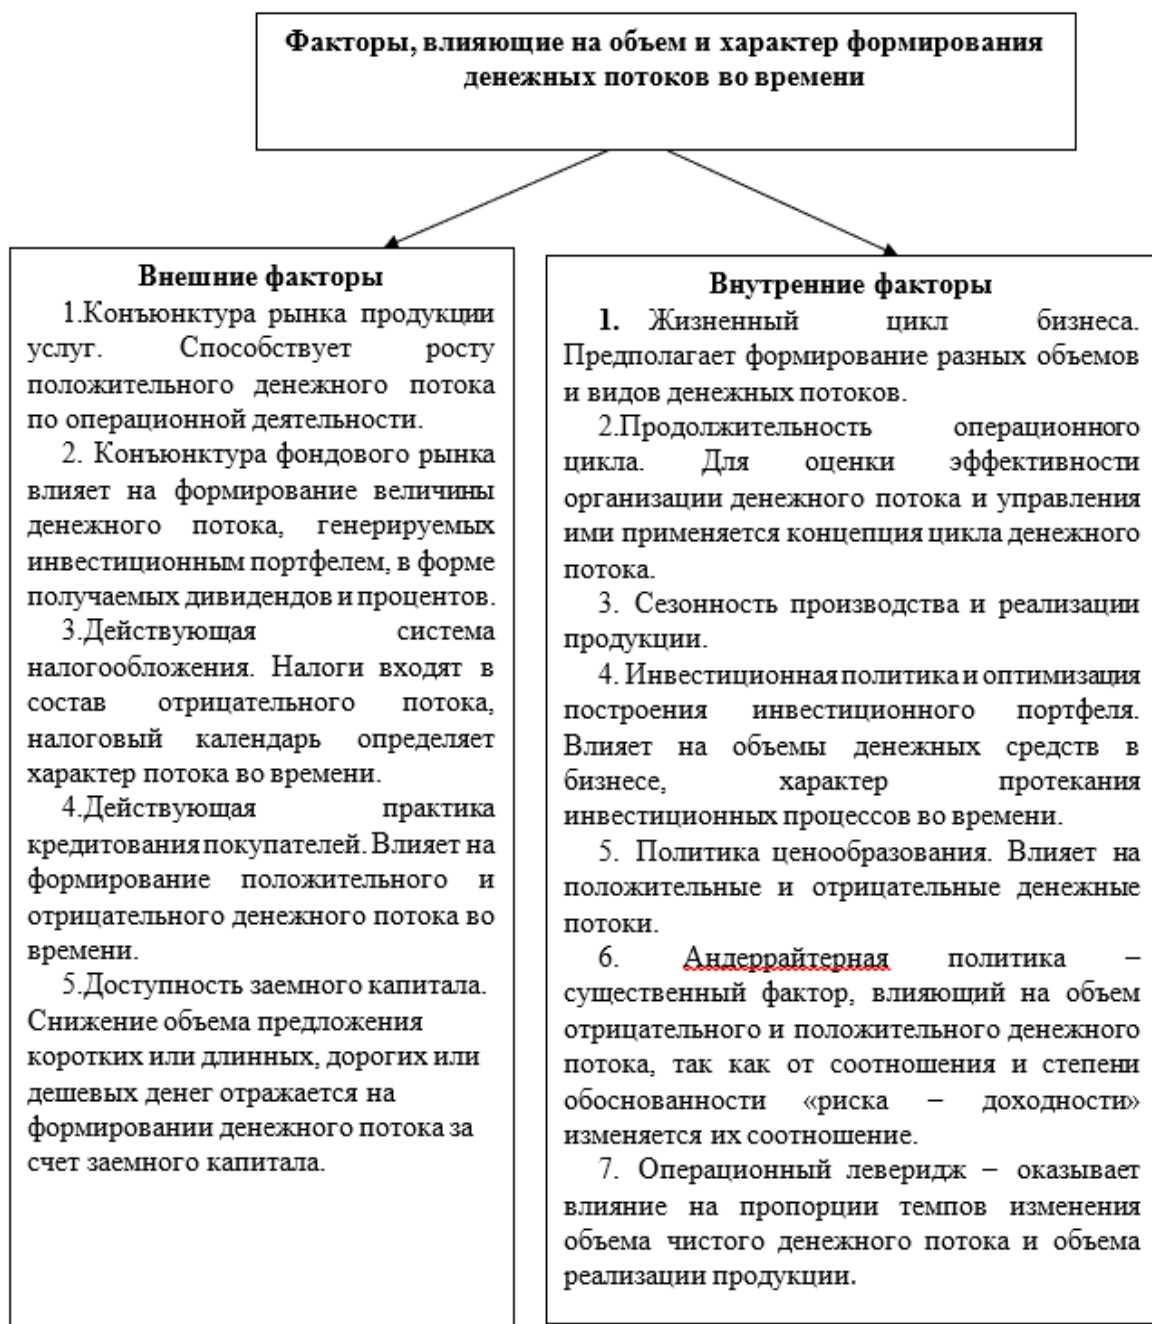 Факторы, влияющие на объем и характер формирования
денежных потоков во времени
Внешние факторы
1.Конъюнктура рынка продукции
услуг. Способствует росту
положительного денежного потока
по операционной деятельности.
2. Конъюнктура фондового рынка
влияет на формирование величины
денежного потока, генерируемых
инвестиционным портфелем, в форме
получаемых дивидендов и процентов.
3.Действующая система
налогообложения. Налоги входят в
состав отрицательного потока,
налоговый календарь определяет
характер потока во времени.
4.Действующая практика
кредитования покупателей. Влияет на
формирование положительного и
отрицательного денежного потока во
времени.
5.Доступность заемного капитала.
Снижение объема предложения
коротких или длинных, дорогих или
дешевых денег отражается на
формировании денежного потока за
счет заемного капитала.
Внутренние факторы
1. Жизненный цикл бизнеса.
Предполагает формирование разных объемов
и видов денежных потоков.
2.Продолжительность операционного
цикла. Для оценки эффективности
организации денежного потока и управления
ими применяется концепция цикла денежного
потока.
3. Сезонность производства и реализации
продукции.
4. Инвестиционная политика и оптимизация
построения инвестиционного портфеля.
Влияет на объемы денежных средств в
бизнесе, характер протекания
инвестиционных процессов во времени.
5. Политика ценообразования. Влияет на
положительные и отрицательные денежные
потоки.
6. Андеррайтерная политика –
существенный фактор, влияющий на объем
отрицательного и положительного денежного
потока, так как от соотношения и степени
обоснованности «риска – доходности»
изменяется их соотношение.
7. Операционный леверидж – оказывает
влияние на пропорции темпов изменения
объема чистого денежного потока и объема
реализации продукции.